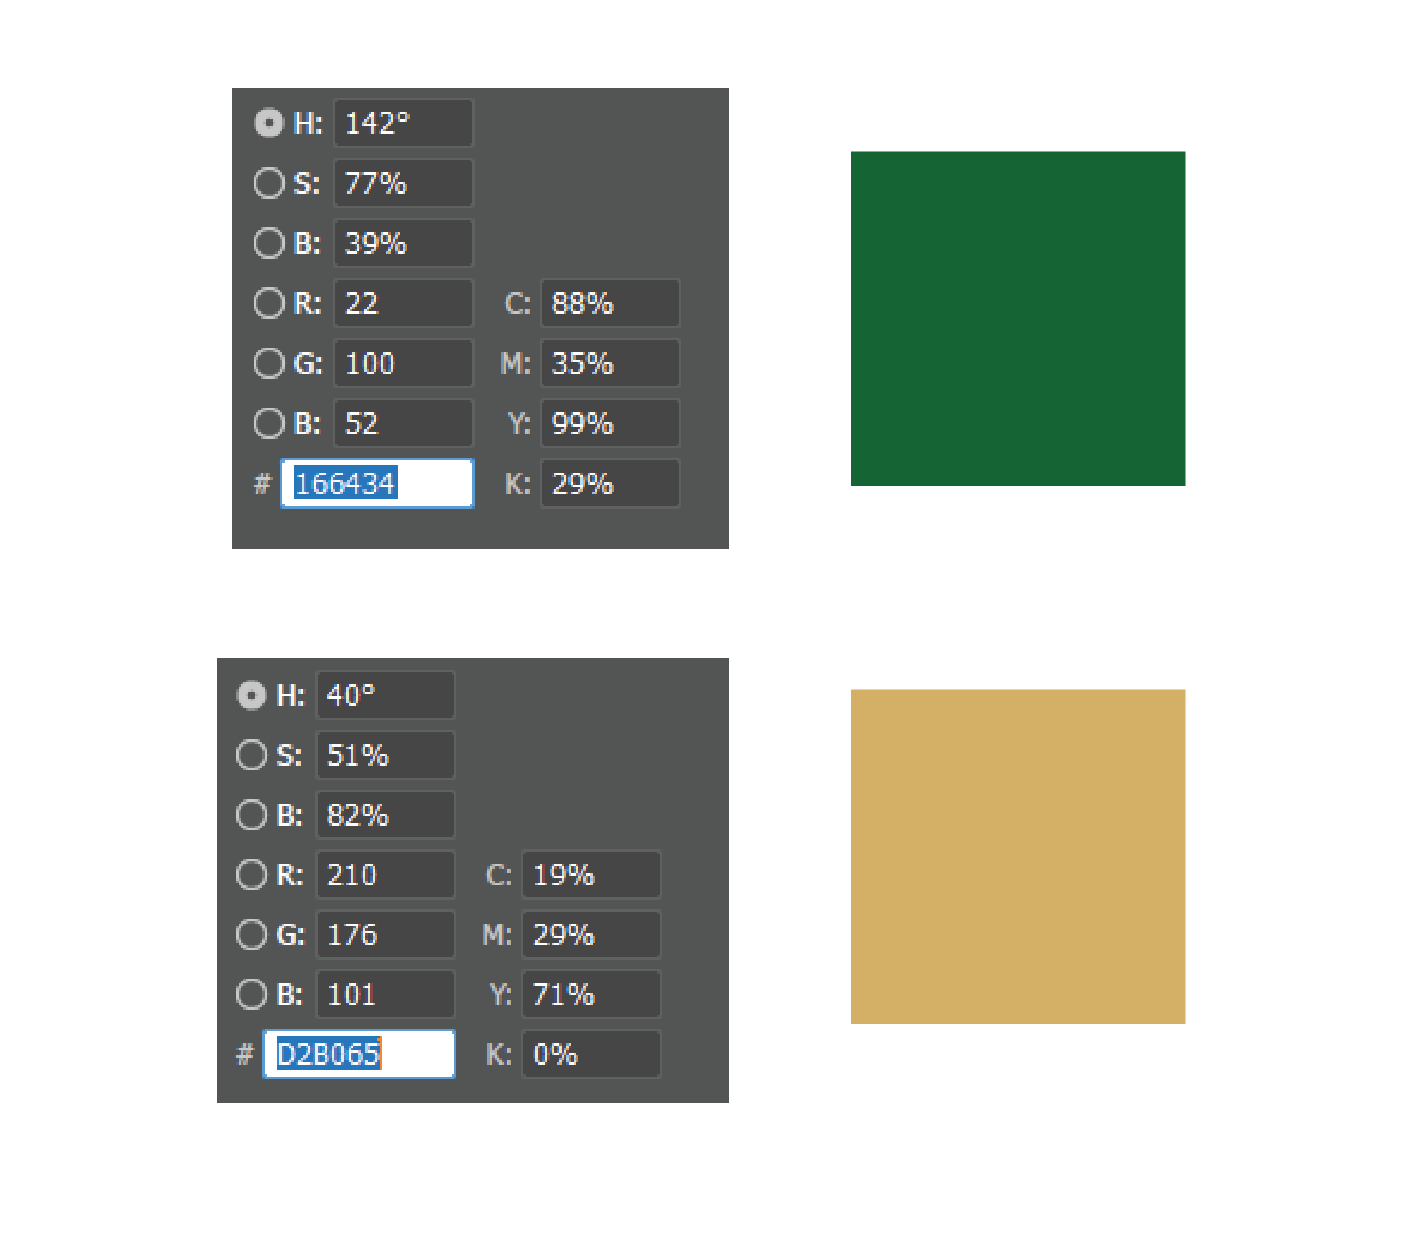 H: 142°
S: 77%
B: 39%
R: 22 C: 88%
G: 100 M: 35%
B: 52 Y: 99%
# 166434 K: 29%
H: 40°
S: 51%
B: 82%
R: 210 C: 19%
G: 176 M: 29%
B: 101 Y: 71%
# D2B065 K: 0%